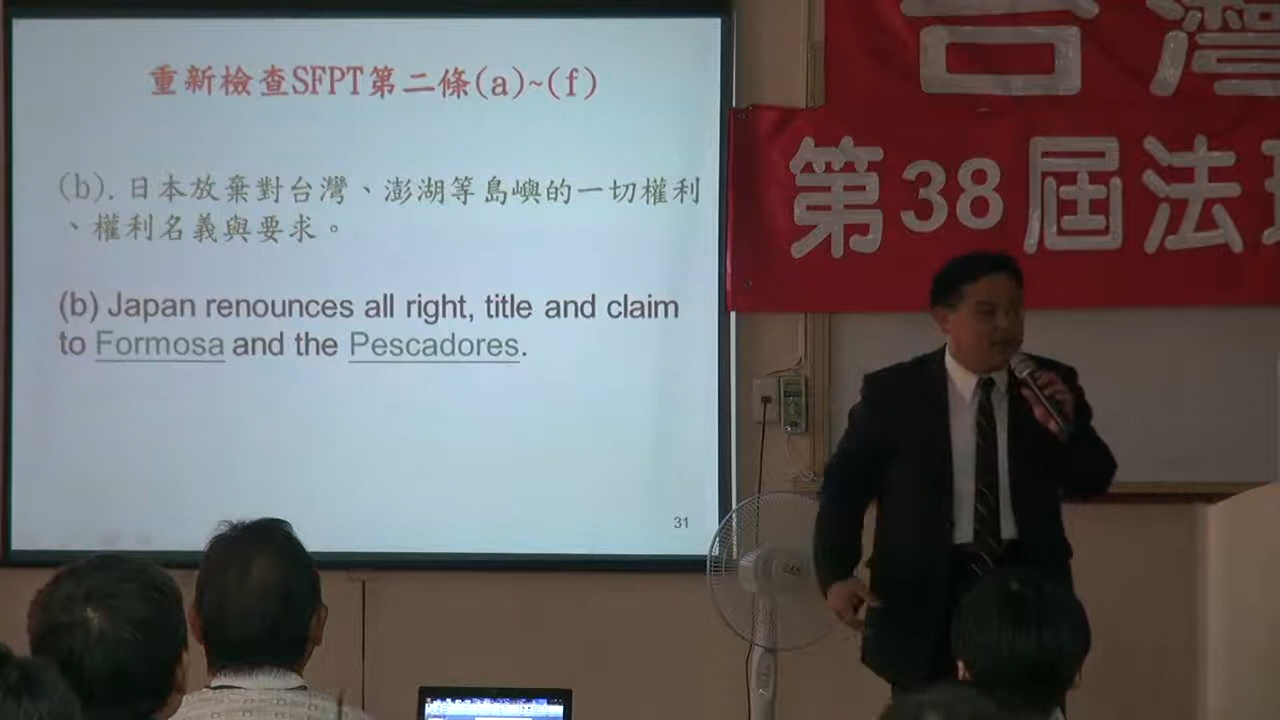 重新檢查SFPT第二條(a)~(f)
(b). 日本放棄對台灣、澎湖等島嶼的一切權利
、權利名義與要求。
(b) Japan renounces all right, title and claim
to Formosa and the Pescadores.
31
台灣
第38屆法